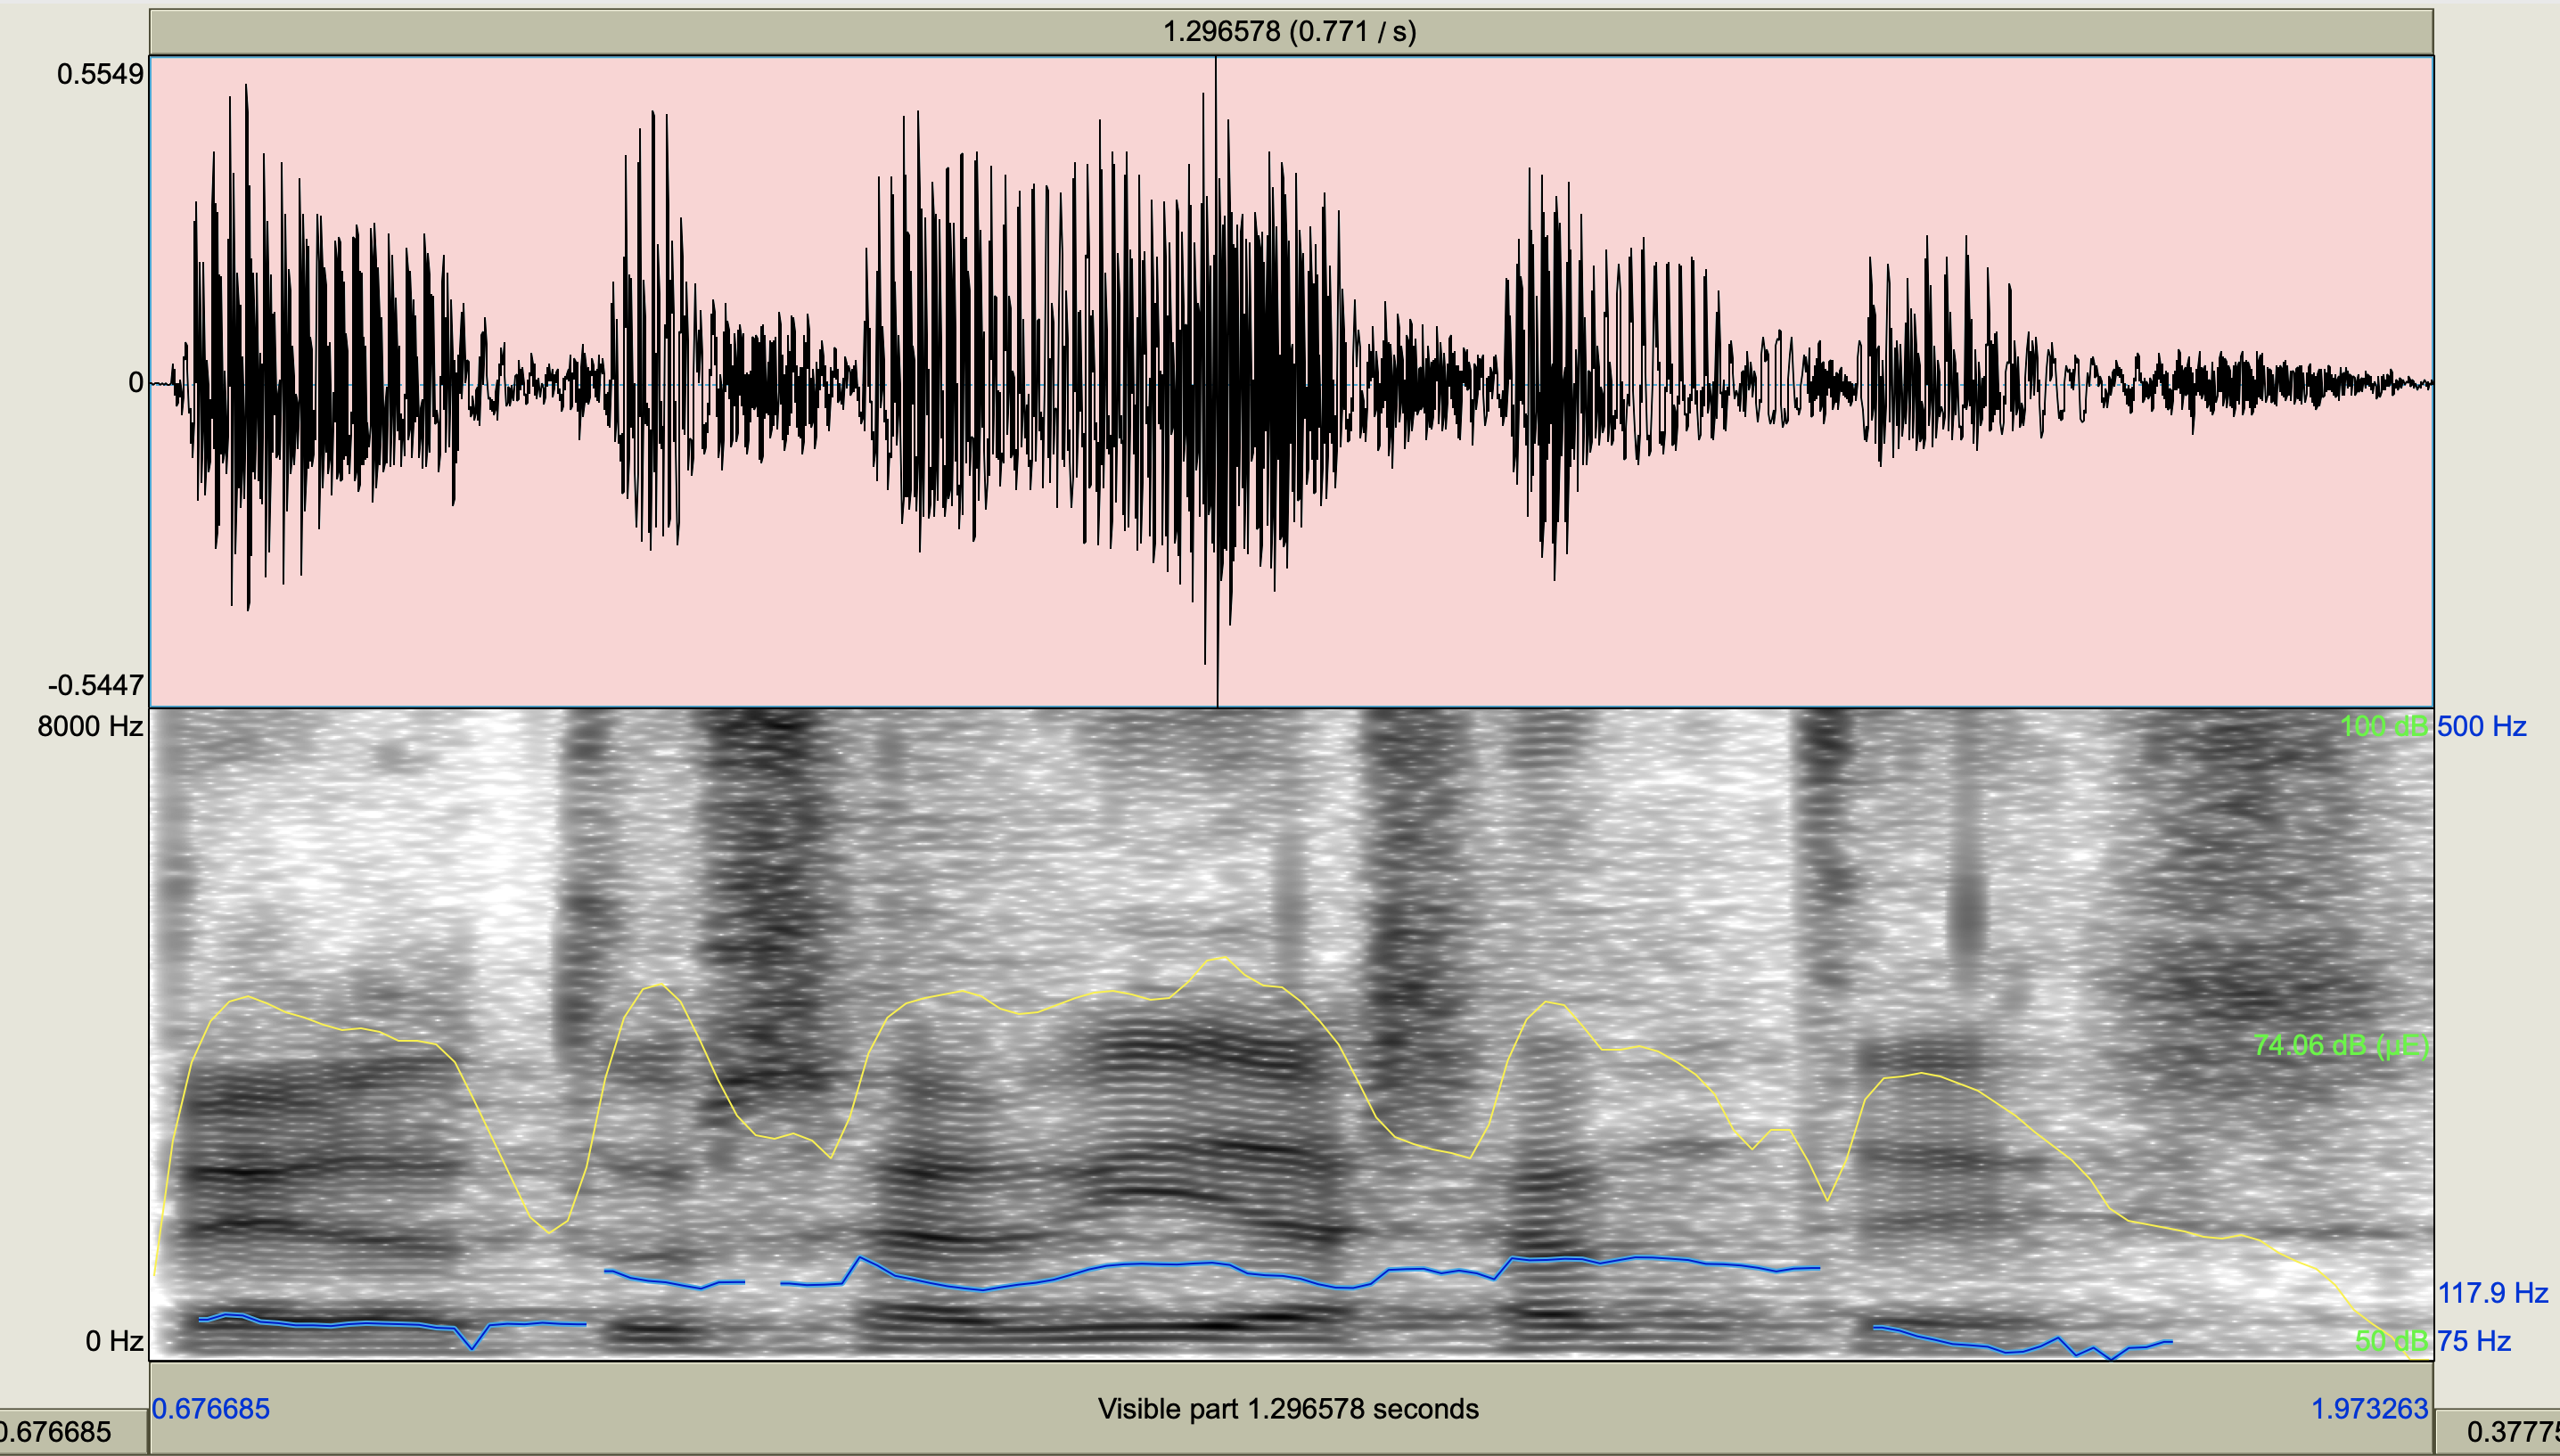 1.296578 (0.771 / s)
0.5549
0
-0.5447
8000 Hz
100 dB
500 Hz
74.06 dB (µE)
117.9 Hz
0 Hz
50 dB
75 Hz
0.676685
Visible part 1.296578 seconds
1.973263
0.676685
0.37775